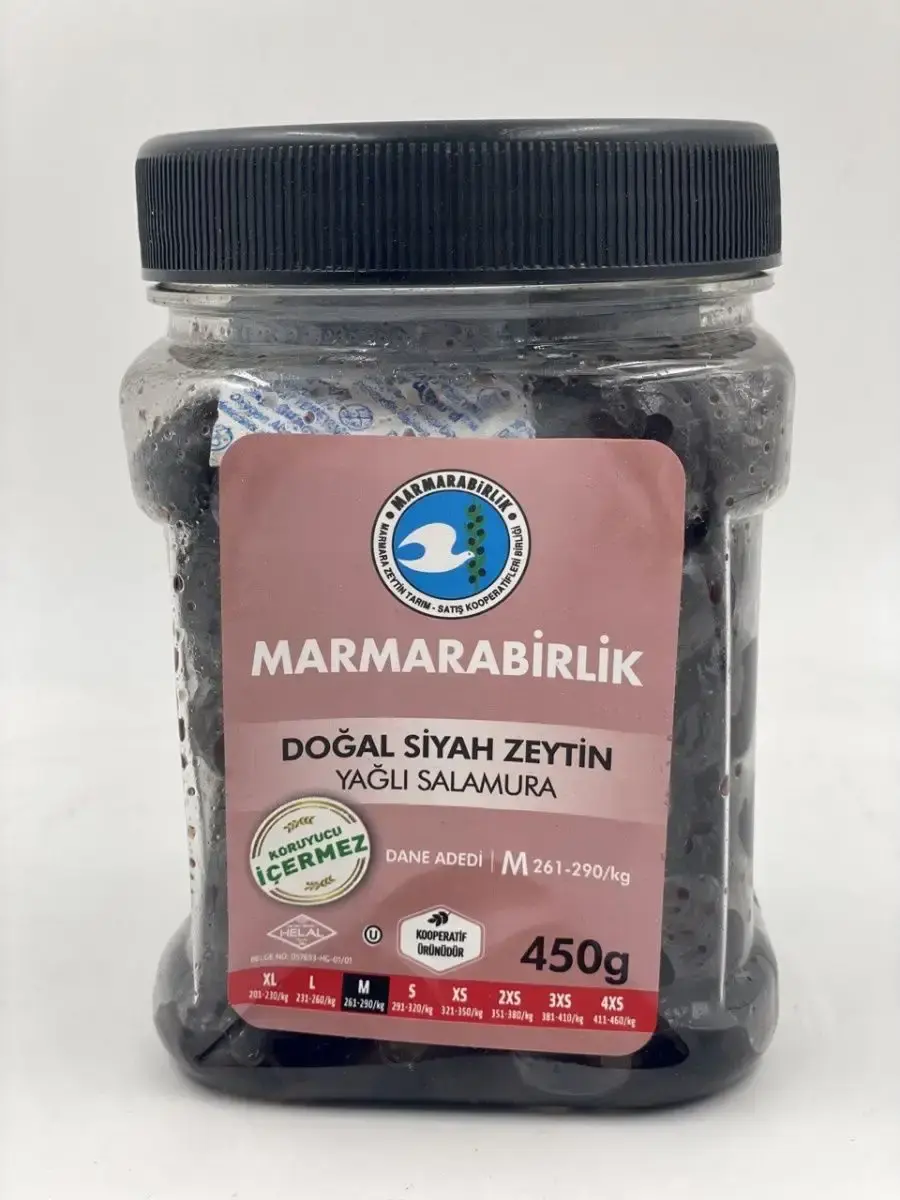 MARMARABİRLİK
MARMARA ZEYTİN TARIM - SATIŞ KOOPERATİFLERİ BİRLİĞİ
MARMARABİRLİK
DOĞAL SİYAH ZEYTİN
YAĞLI SALAMURA
KORUYUCU
İÇERMEZ
DANE ADEDİ | M 261-290/kg
HELAL
U
KOOPERATİF
ÜRÜNÜDÜR
450g
XL L M S XS 2XS 3XS 4XS
201-230/kg 231-260/kg 261-290/kg 291-320/kg 321-350/kg 351-380/kg 381-410/kg 411-460/kg